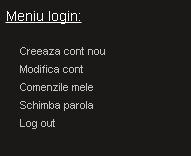 Meniu login:
Creeaza cont nou
Modifica cont
Comenzile mele
Schimba parola
Log out